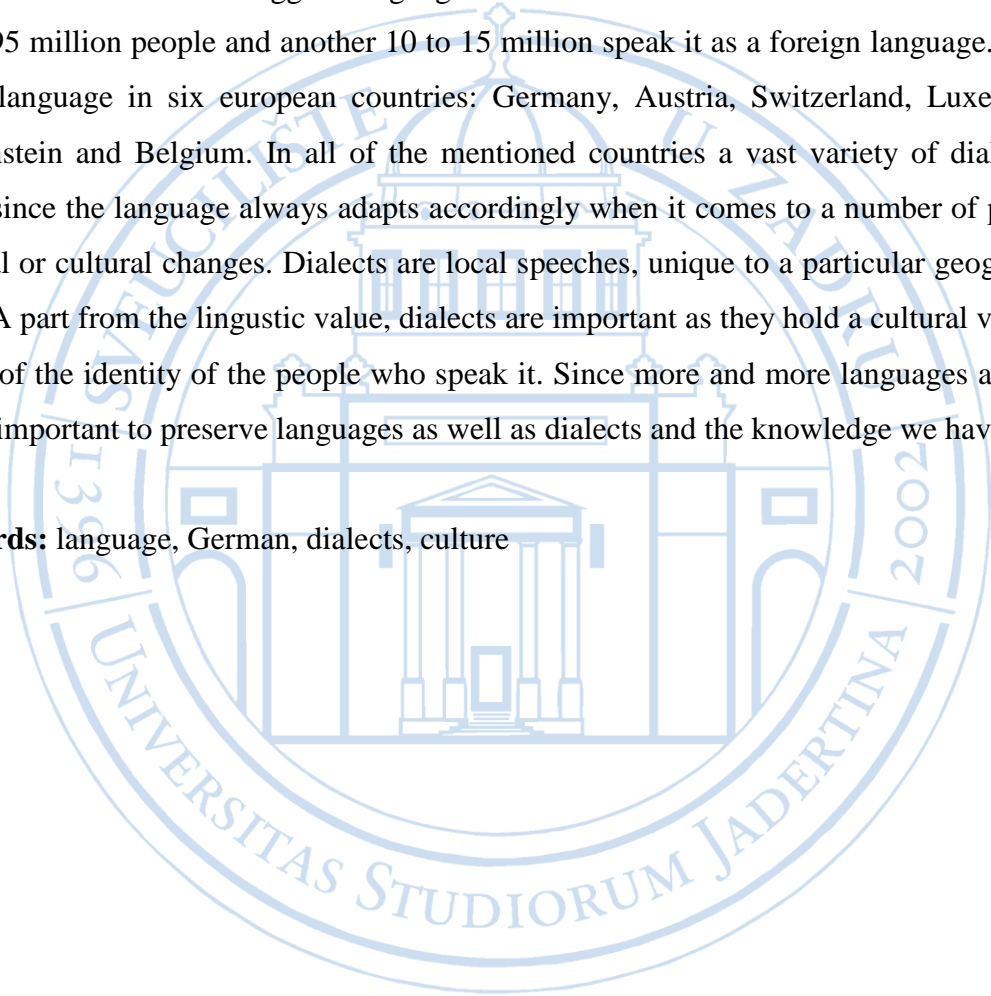 95 million people and another 10 to 15 million speak it as a foreign language.
language in six european countries: Germany, Austria, Switzerland, Luxe
nstein and Belgium. In all of the mentioned countries a vast variety of dial
since the language always adapts accordingly when it comes to a number of p
l or cultural changes. Dialects are local speeches, unique to a particular geog
A part from the lingustic value, dialects are important as they hold a cultural v
of the identity of the people who speak it. Since more and more languages a
important to preserve languages as well as dialects and the knowledge we hav
rds: language, German, dialects, culture
SVEUČILIŠTE U ZADRU
1396 2002
UNIVERSITAS STUDIORUM JADERTINA